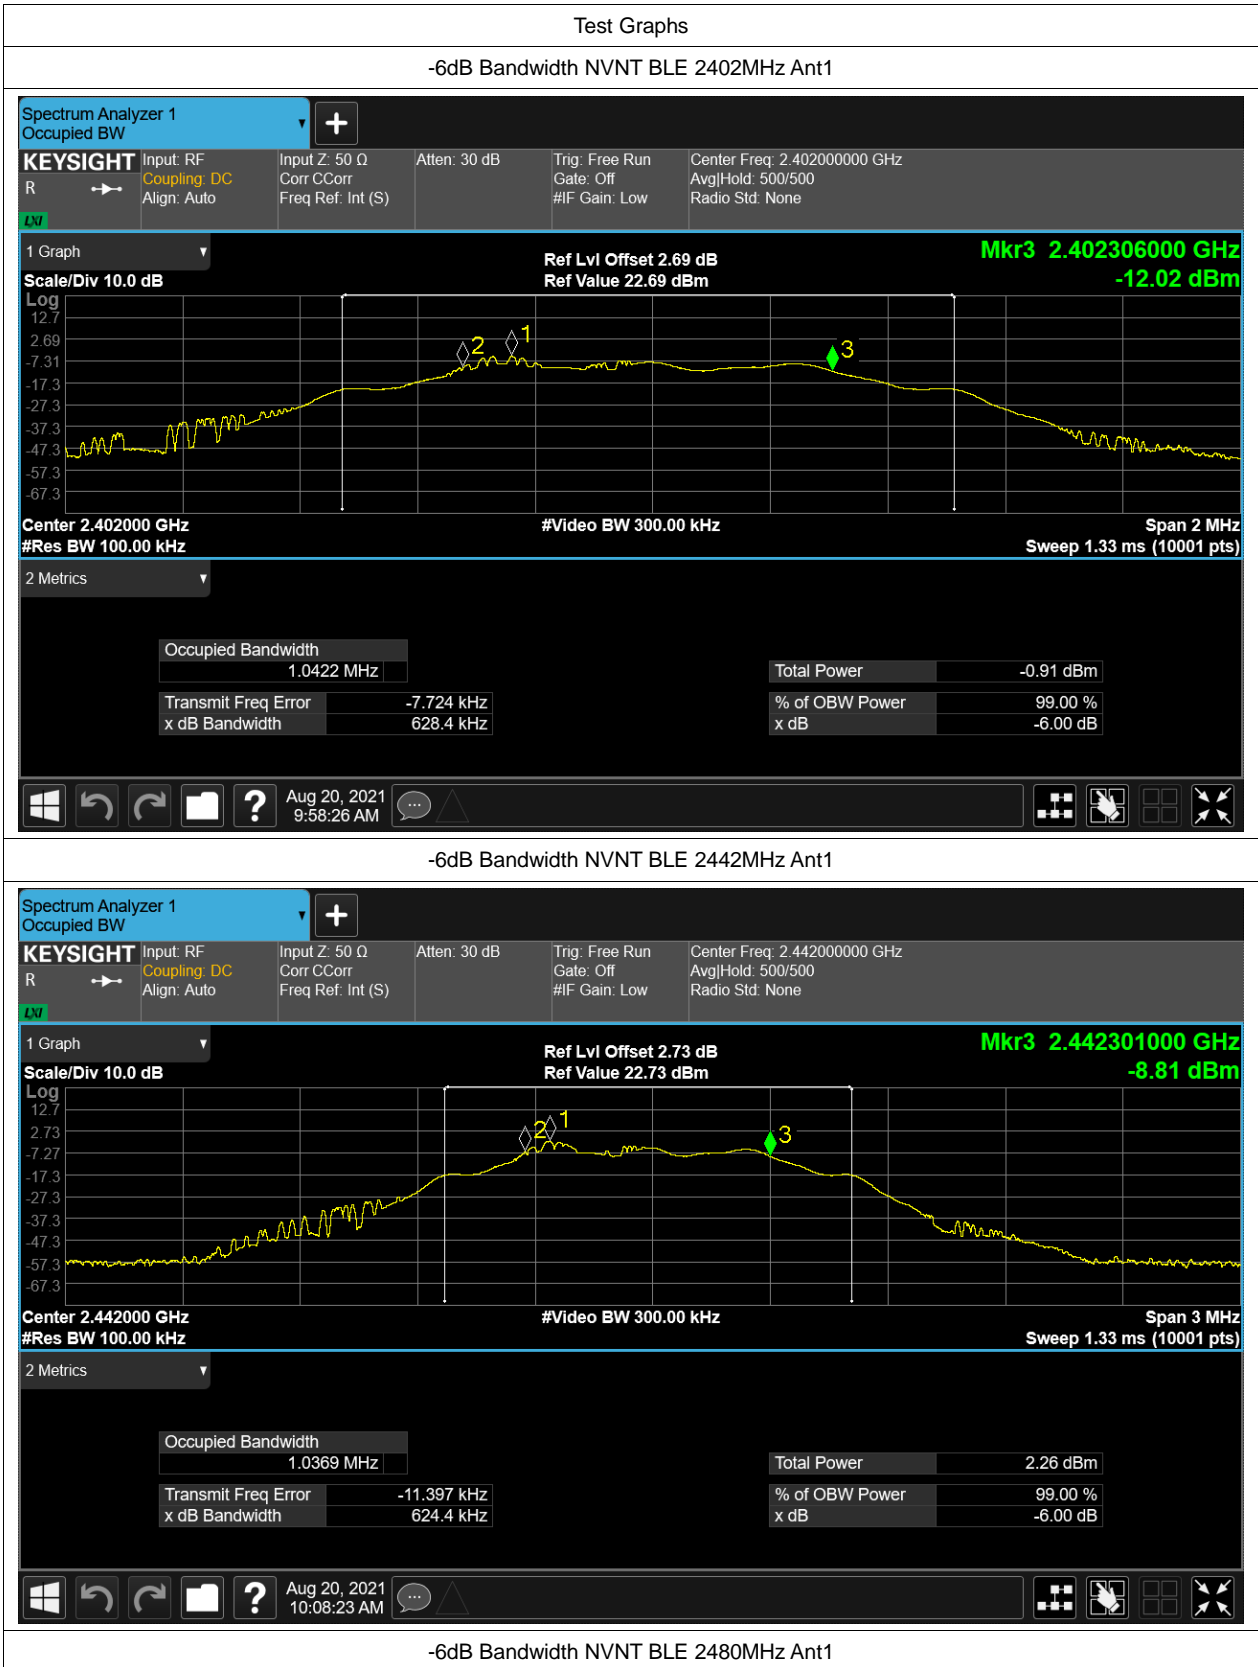 Test Graphs
-6dB Bandwidth NVNT BLE 2402MHz Ant1
Spectrum Analyzer 1
Occupied BW
KEYSIGHT Input: RF Input Z: 50 Ω Atten: 30 dB Trig: Free Run Center Freq: 2.402000000 GHz
R Coupling: DC Corr CCorr Gate: Off Avg|Hold: 500/500
Align: Auto Freq Ref: Int (S) #IF Gain: Low Radio Std: None
LXI
1 Graph Ref Lvl Offset 2.69 dB Mkr3 2.402306000 GHz
Scale/Div 10.0 dB Ref Value 22.69 dBm -12.02 dBm
Log
12.7
2.69
-7.31
-17.3
-27.3
-37.3
-47.3
-57.3
-67.3
2 1 3
Center 2.402000 GHz #Video BW 300.00 kHz Span 2 MHz
#Res BW 100.00 kHz Sweep 1.33 ms (10001 pts)
2 Metrics
Occupied Bandwidth
1.0422 MHz Total Power -0.91 dBm
Transmit Freq Error -7.724 kHz % of OBW Power 99.00 %
x dB Bandwidth 628.4 kHz x dB -6.00 dB
Aug 20, 2021
9:58:26 AM
-6dB Bandwidth NVNT BLE 2442MHz Ant1
Spectrum Analyzer 1
Occupied BW
KEYSIGHT Input: RF Input Z: 50 Ω Atten: 30 dB Trig: Free Run Center Freq: 2.442000000 GHz
R Coupling: DC Corr CCorr Gate: Off Avg|Hold: 500/500
Align: Auto Freq Ref: Int (S) #IF Gain: Low Radio Std: None
LXI
1 Graph Ref Lvl Offset 2.73 dB Mkr3 2.442301000 GHz
Scale/Div 10.0 dB Ref Value 22.73 dBm -8.81 dBm
Log
12.7
2.73
-7.27
-17.3
-27.3
-37.3
-47.3
-57.3
-67.3
2 1 3
Center 2.442000 GHz #Video BW 300.00 kHz Span 3 MHz
#Res BW 100.00 kHz Sweep 1.33 ms (10001 pts)
2 Metrics
Occupied Bandwidth
1.0369 MHz Total Power 2.26 dBm
Transmit Freq Error -11.397 kHz % of OBW Power 99.00 %
x dB Bandwidth 624.4 kHz x dB -6.00 dB
Aug 20, 2021
10:08:23 AM
-6dB Bandwidth NVNT BLE 2480MHz Ant1